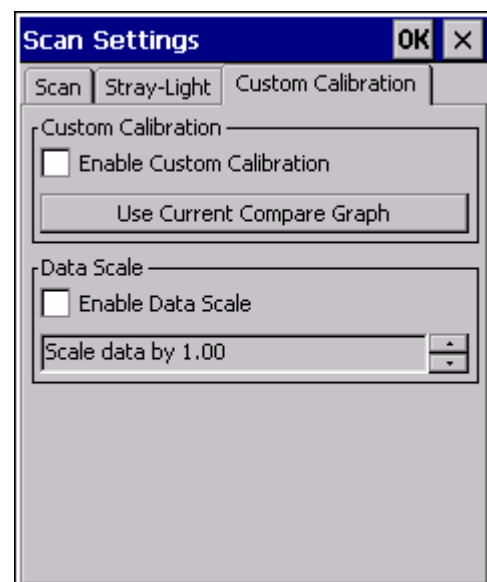 Scan Settings OK ×
Scan Stray-Light Custom Calibration
Custom Calibration
Enable Custom Calibration
Use Current Compare Graph
Data Scale
Enable Data Scale
Scale data by 1.00